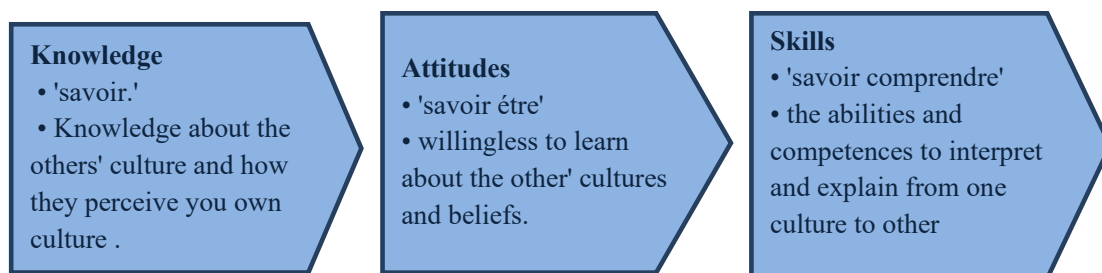 Knowledge
• 'savoir.'
• Knowledge about the
others' culture and how
they perceive you own
culture .
Attitudes
• 'savoir étre'
• willingless to learn
about the other' cultures
and beliefs.
Skills
• 'savoir comprendre'
• the abilities and
competences to interpret
and explain from one
culture to other